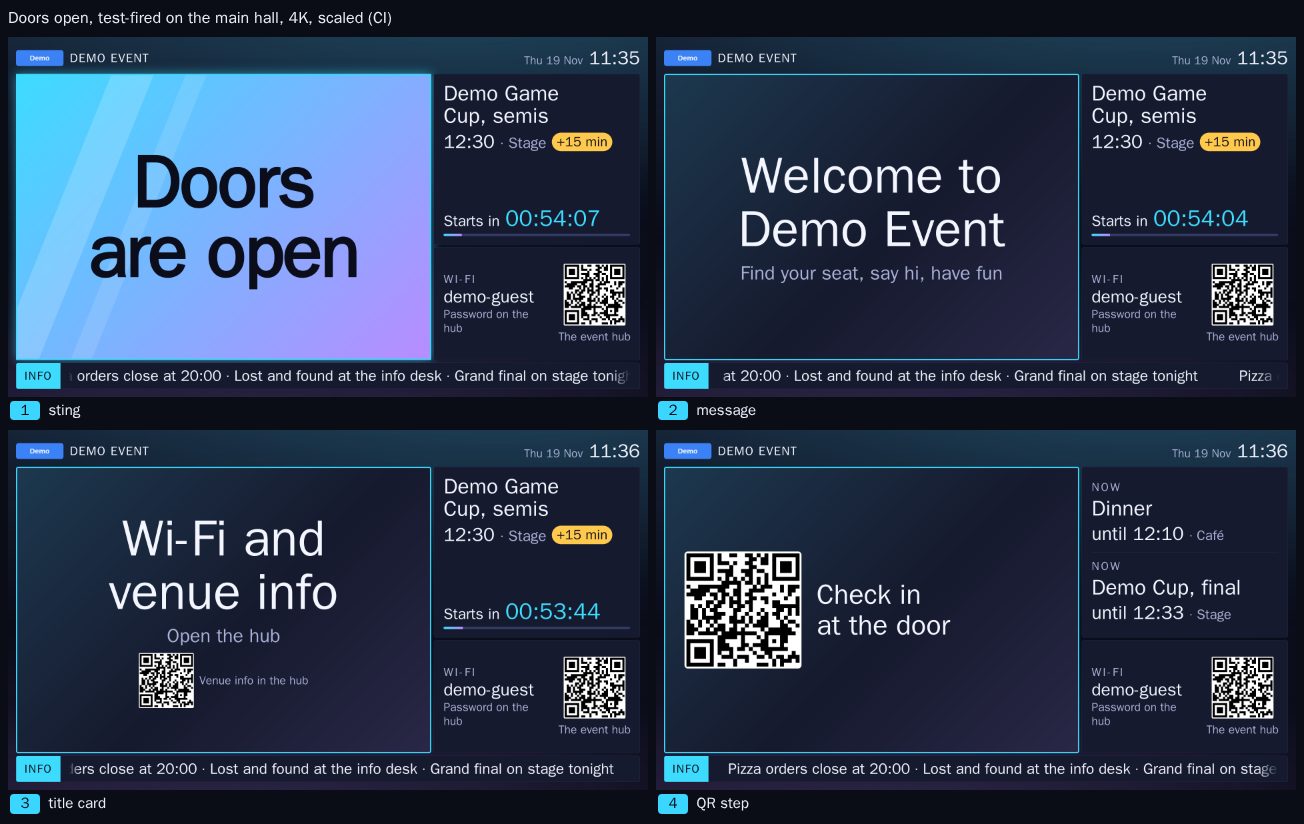 Doors open, test-fired on the main hall, 4K, scaled (CI)
Demo DEMO EVENT
Thu 19 Nov 11:35
Doors
are open
Demo Game
Cup, semis
12:30 · Stage +15 min
Starts in 00:54:07
WI-FI
demo-guest
Password on the
hub
The event hub
INFO orders close at 20:00 · Lost and found at the info desk · Grand final on stage tonig
1 sting
Demo DEMO EVENT
Thu 19 Nov 11:35
Welcome to
Demo Event
Find your seat, say hi, have fun
Demo Game
Cup, semis
12:30 · Stage +15 min
Starts in 00:54:04
WI-FI
demo-guest
Password on the
hub
The event hub
INFO at 20:00 · Lost and found at the info desk · Grand final on stage tonight Pizza
2 message
Demo DEMO EVENT
Thu 19 Nov 11:36
Wi-Fi and
venue info
Open the hub
Venue info in the hub
Demo Game
Cup, semis
12:30 · Stage +15 min
Starts in 00:53:44
WI-FI
demo-guest
Password on the
hub
The event hub
INFO ers close at 20:00 · Lost and found at the info desk · Grand final on stage tonight
3 title card
Demo DEMO EVENT
Thu 19 Nov 11:36
Check in
at the door
NOW
Dinner
until 12:10 · Café
NOW
Demo Cup, final
until 12:33 · Stage
WI-FI
demo-guest
Password on the
hub
The event hub
INFO Pizza orders close at 20:00 · Lost and found at the info desk · Grand final on stage
4 QR step